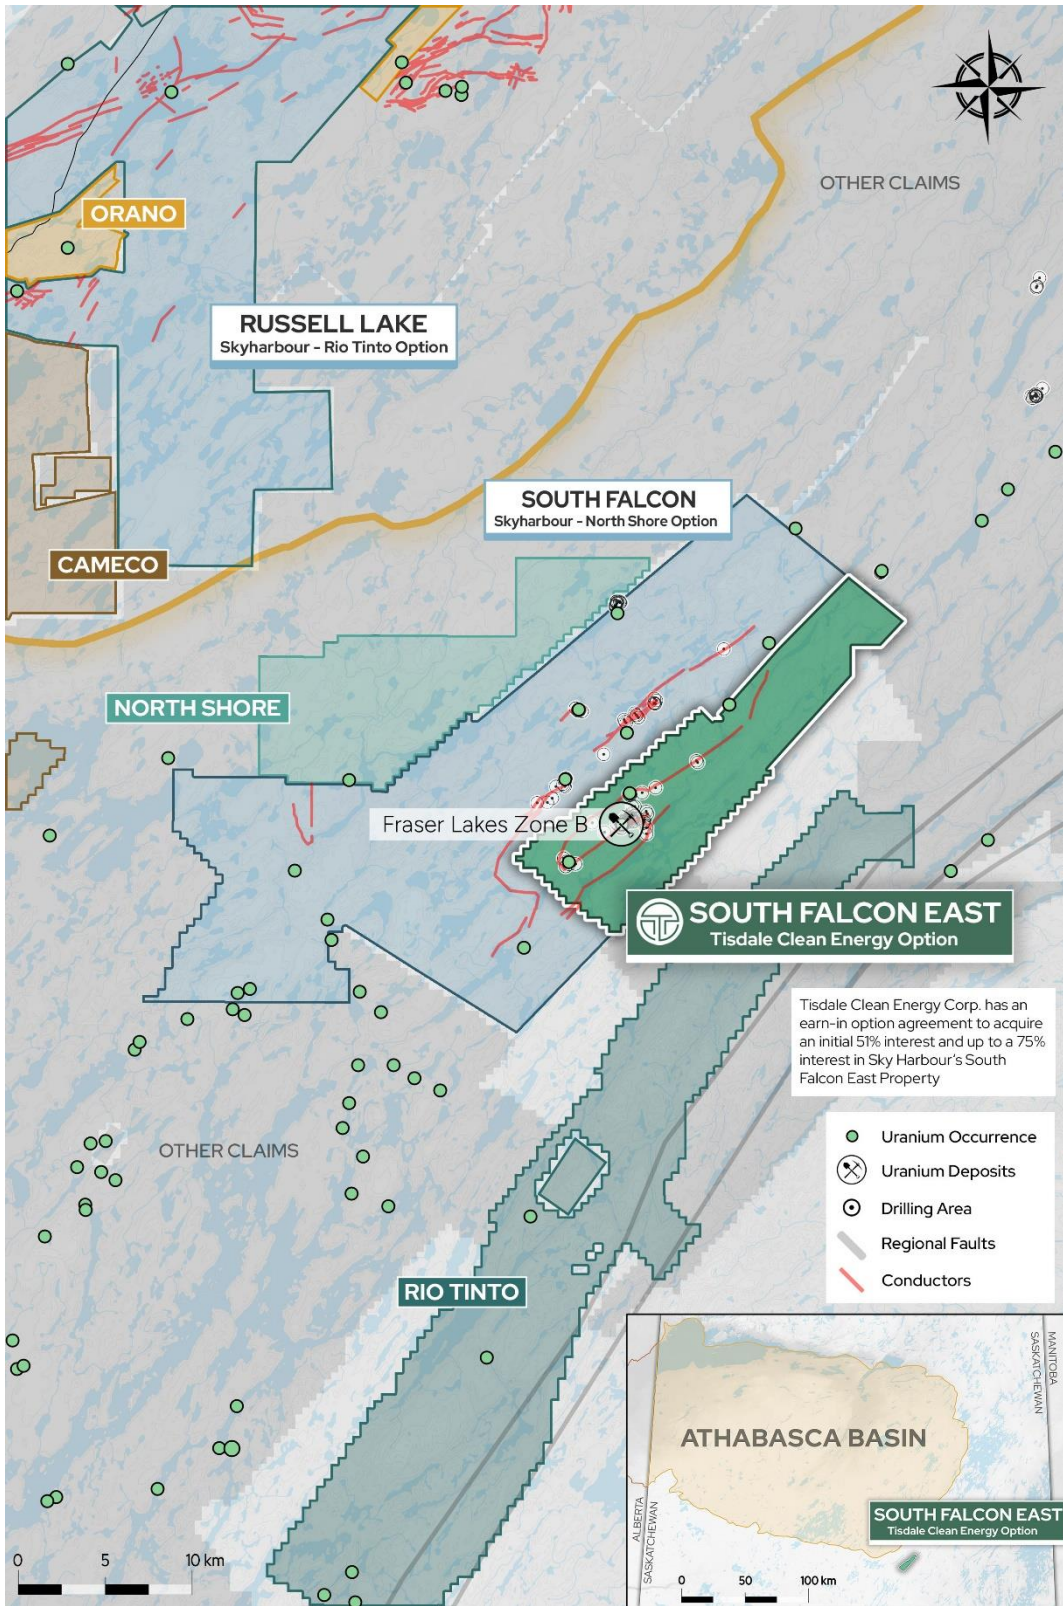 OTHER CLAIMS
ORANO
RUSSELL LAKE
Skyharbour - Rio Tinto Option
SOUTH FALCON
Skyharbour - North Shore Option
CAMECO
NORTH SHORE
Fraser Lakes Zone B
SOUTH FALCON EAST
Tisdale Clean Energy Option
Tisdale Clean Energy Corp. has an
earn-in option agreement to acquire
an initial 51% interest and up to a 75%
interest in Sky Harbour's South
Falcon East Property
OTHER CLAIMS
Uranium Occurrence
Uranium Deposits
Drilling Area
Regional Faults
Conductors
RIO TINTO
SASKATCHEWAN
MANITOBA
ATHABASCA BASIN
ALBERTA
SASKATCHEWAN
SOUTH FALCON EAST
Tisdale Clean Energy Option
0 5 10 km
0 50 100 km